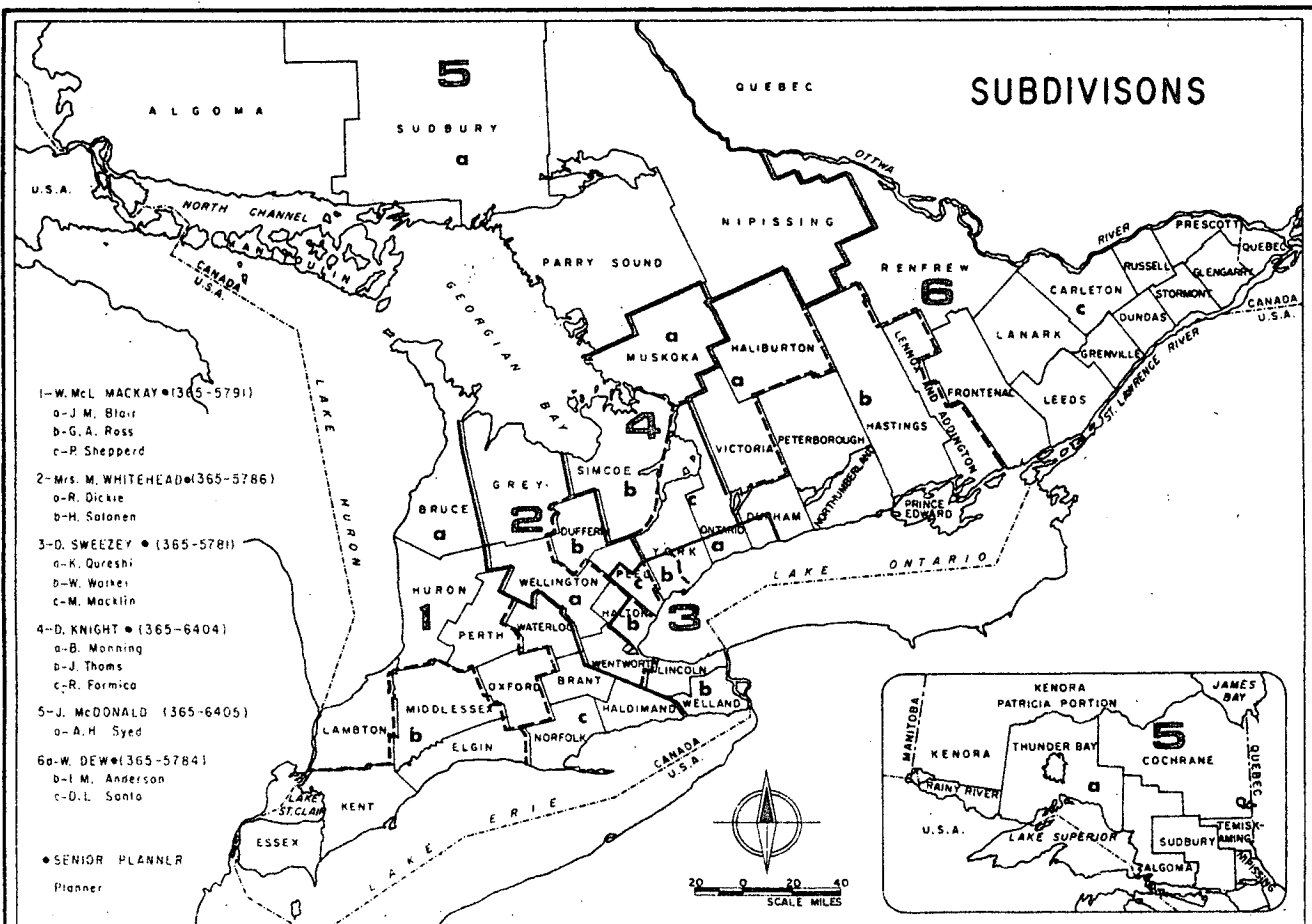 SUBDIVISONS
5
ALGOMA
SUDBURY
a
QUEBEC
U.S.A.
NORTH CHANNEL
MANITOULIN
CANADA
U.S.A.
OTTWA
RIVER
NIPISSING
PARRY SOUND
GEORGIAN BAY
RENFREW
6
PRESCOTT
QUEBEC
RUSSELL
GLENGARRY
CARLETON
c
STORMONT
DUNDAS
CANADA
U.S.A.
LANARK
GRENVILLE
LEEDS
ST. LAWRENCE RIVER
FRONTENAC
LENNOX AND ADDINGTON
a
MUSKOKA
HALIBURTON
a
b
HASTINGS
4
SIMCOE
b
VICTORIA
PETERBOROUGH
NORTHUMBERLAND
PRINCE EDWARD
c
ONTARIO
DURHAM
a
YORK
b
LAKE ONTARIO
LAKE HURON
GREY
BRUCE
a
2
DUFFERIN
b
PEEL
c
WELLINGTON
a
HALTON
b
3
HURON
1
PERTH
WATERLOO
WENTWORTH
LINCOLN
b
WELLAND
BRANT
HALDIMAND
OXFORD
MIDDLESSEX
b
c
NORFOLK
ELGIN
LAMBTON
KENT
LAKE ST.CLAIR
ESSEX
LAKE ERIE
CANADA
U.S.A.
1-W. McL MACKAY ● (365-5791)
a-J M. Blair
b-G. A. Ross
c-P. Shepperd
2-Mrs. M. WHITEHEAD ● (365-5786)
a-R. Dickie
b-H. Salonen
3-D. SWEEZEY ● (365-5781)
a-K. Qureshi
b-W. Walker
c-M. Macklin
4-D. KNIGHT ● (365-6404)
a-B. Manning
b-J. Thoms
c-R. Formica
5-J. McDONALD (365-6405)
a-A.H Syed
6a-W. DEW ● (365-5784)
b-I M. Anderson
c-D.L Santo
● SENIOR PLANNER
Planner
20 0 20 40
SCALE MILES
KENORA
PATRICIA PORTION
JAMES BAY
MANITOBA
KENORA
THUNDER BAY
5
COCHRANE
QUEBEC
a
RAINY RIVER
U.S.A.
LAKE SUPERIOR
SUDBURY
TEMISK-
AMING
ALGOMA